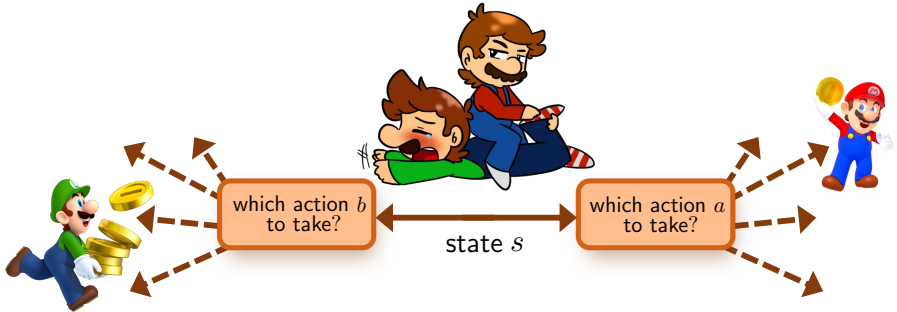 which action b
to take?
which action a
to take?
state s